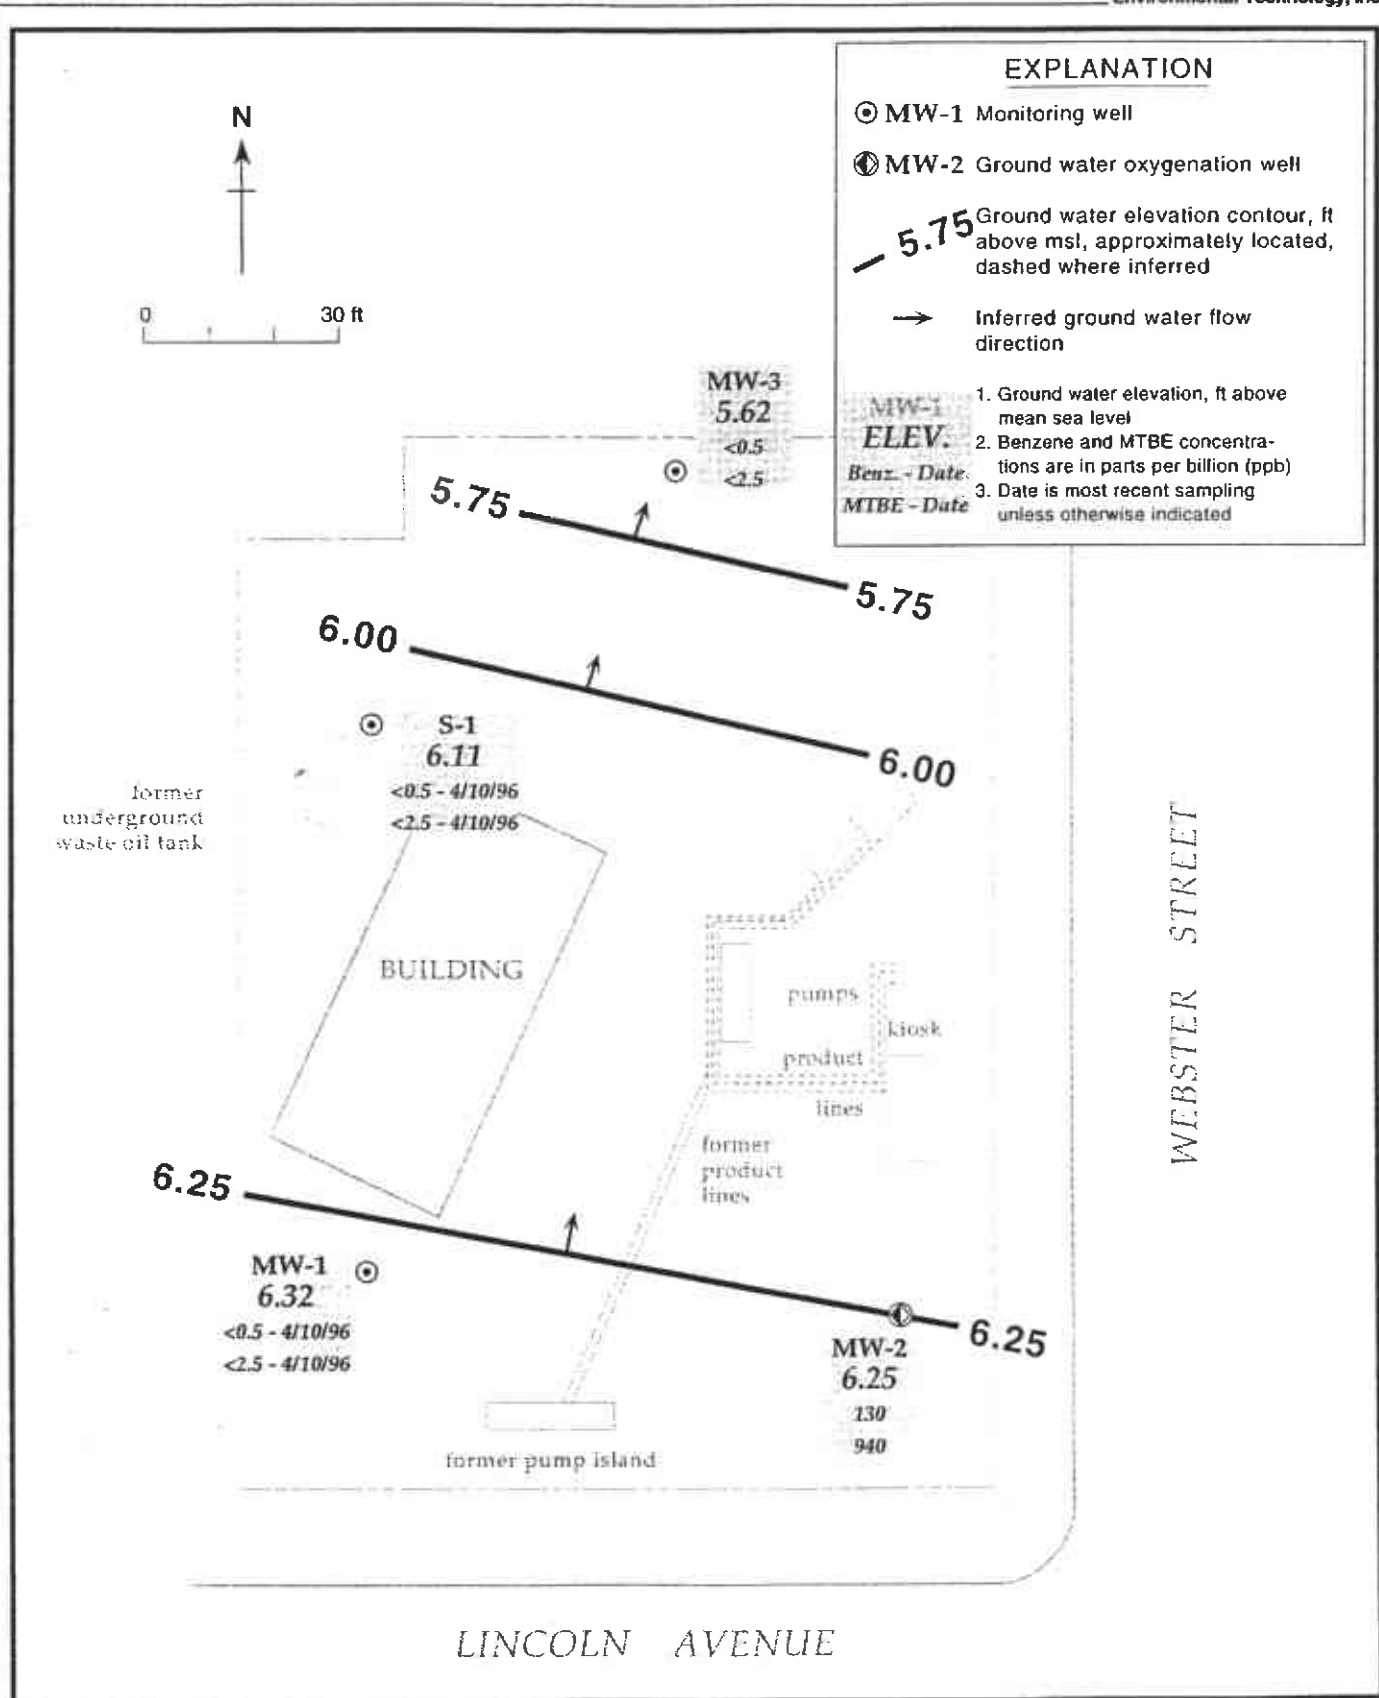 Environmental Technology, Inc
EXPLANATION
MW-1 Monitoring well
MW-2 Ground water oxygenation well
5.75
Ground water elevation contour, ft
above msl, approximately located,
dashed where inferred
Inferred ground water flow
direction
MW-1
ELEV.
Benz. - Date
MTBE - Date
1. Ground water elevation, ft above
mean sea level
2. Benzene and MTBE concentra-
tions are in parts per billion (ppb)
3. Date is most recent sampling
unless otherwise indicated
N
0 30 ft
MW-3
5.62
<0.5
<2.5
5.75
5.75
6.00
6.00
S-1
6.11
<0.5 - 4/10/96
<2.5 - 4/10/96
former
underground
waste oil tank
BUILDING
pumps
kiosk
product
lines
former
product
lines
WEBSTER STREET
6.25
6.25
MW-1
6.32
<0.5 - 4/10/96
<2.5 - 4/10/96
MW-2
6.25
130
940
former pump island
LINCOLN AVENUE